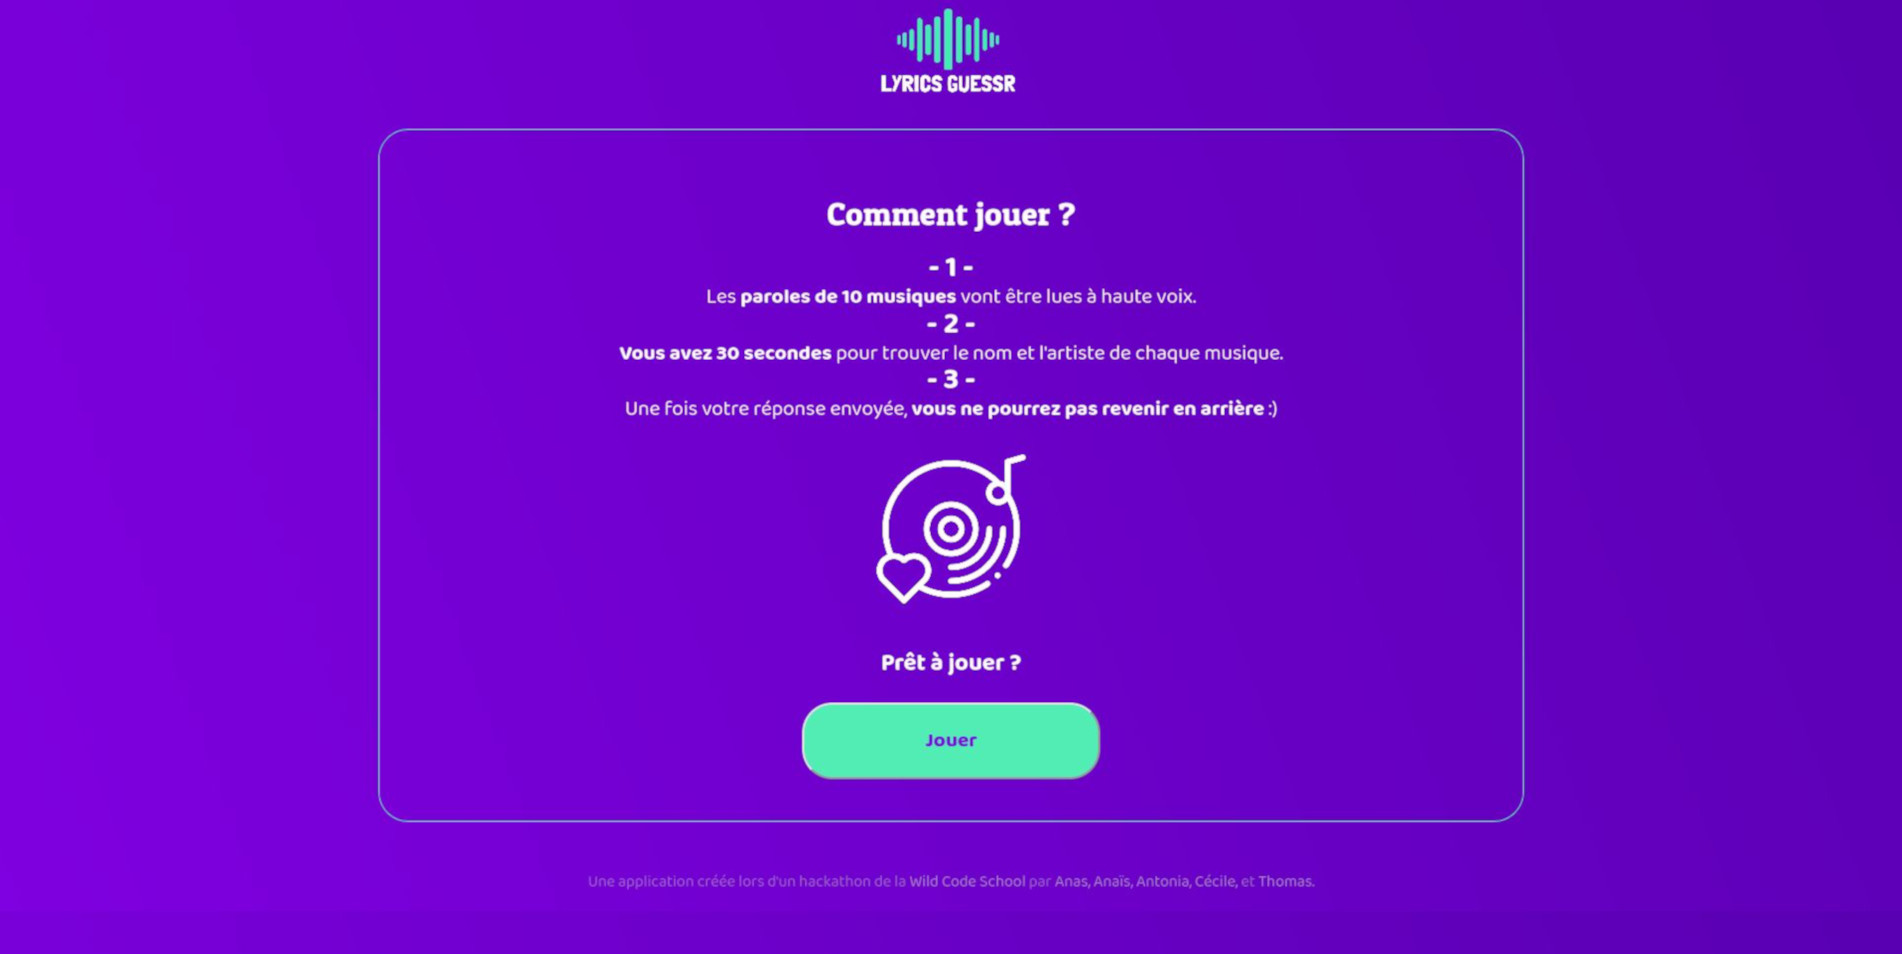 LYRICS GUESSR
Comment jouer ?
- 1 -
Les paroles de 10 musiques vont être lues à haute voix.
- 2 -
Vous avez 30 secondes pour trouver le nom et l'artiste de chaque musique.
- 3 -
Une fois votre réponse envoyée, vous ne pourrez pas revenir en arrière :)
Prêt à jouer ?
Jouer
Une application créée lors d'un hackathon de la Wild Code School par Anas, Anaïs, Antonia, Cécile, et Thomas.